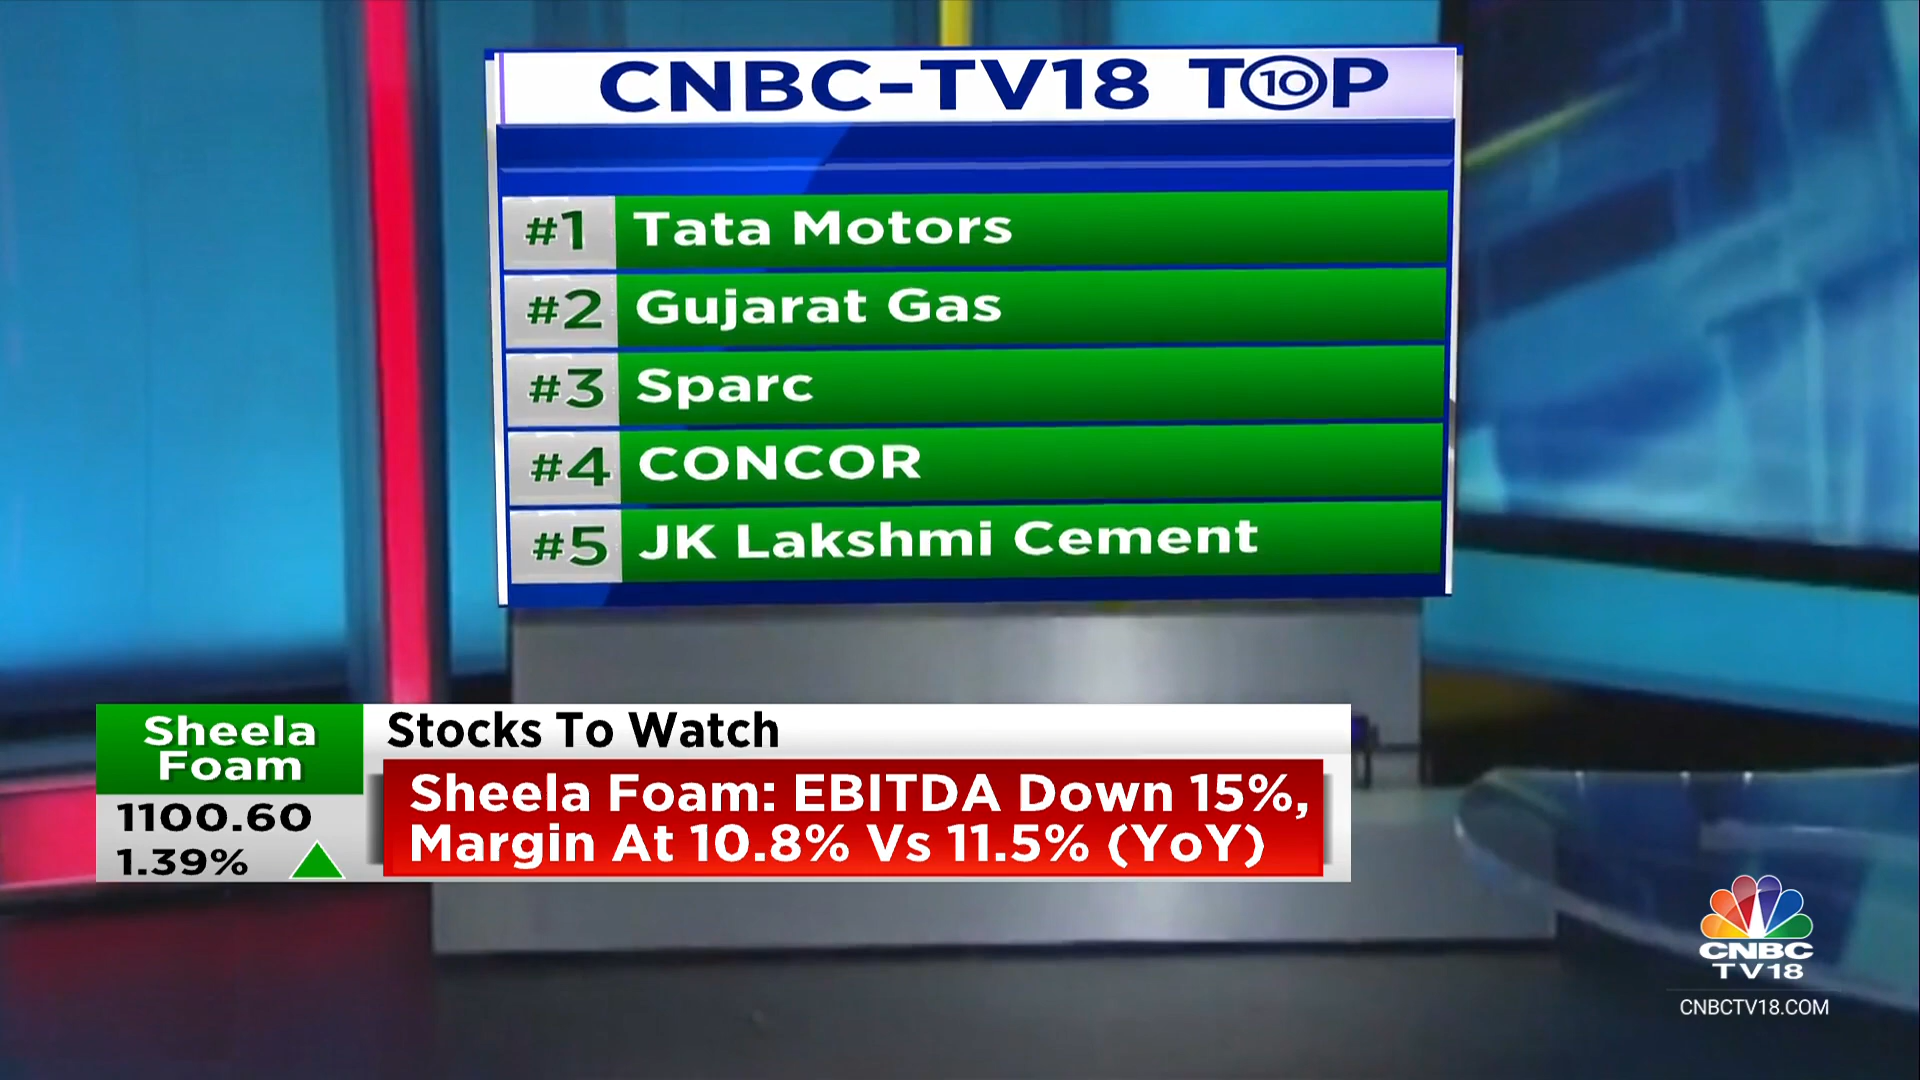 CNBC-TV18 TOP
10
#1 Tata Motors
#2 Gujarat Gas
#3 Sparc
#4 CONCOR
#5 JK Lakshmi Cement
Sheela
Foam
1100.60
1.39%
Stocks To Watch
Sheela Foam: EBITDA Down 15%,
Margin At 10.8% Vs 11.5% (YoY)
CNBC
TV18
CNBCTV18.COM